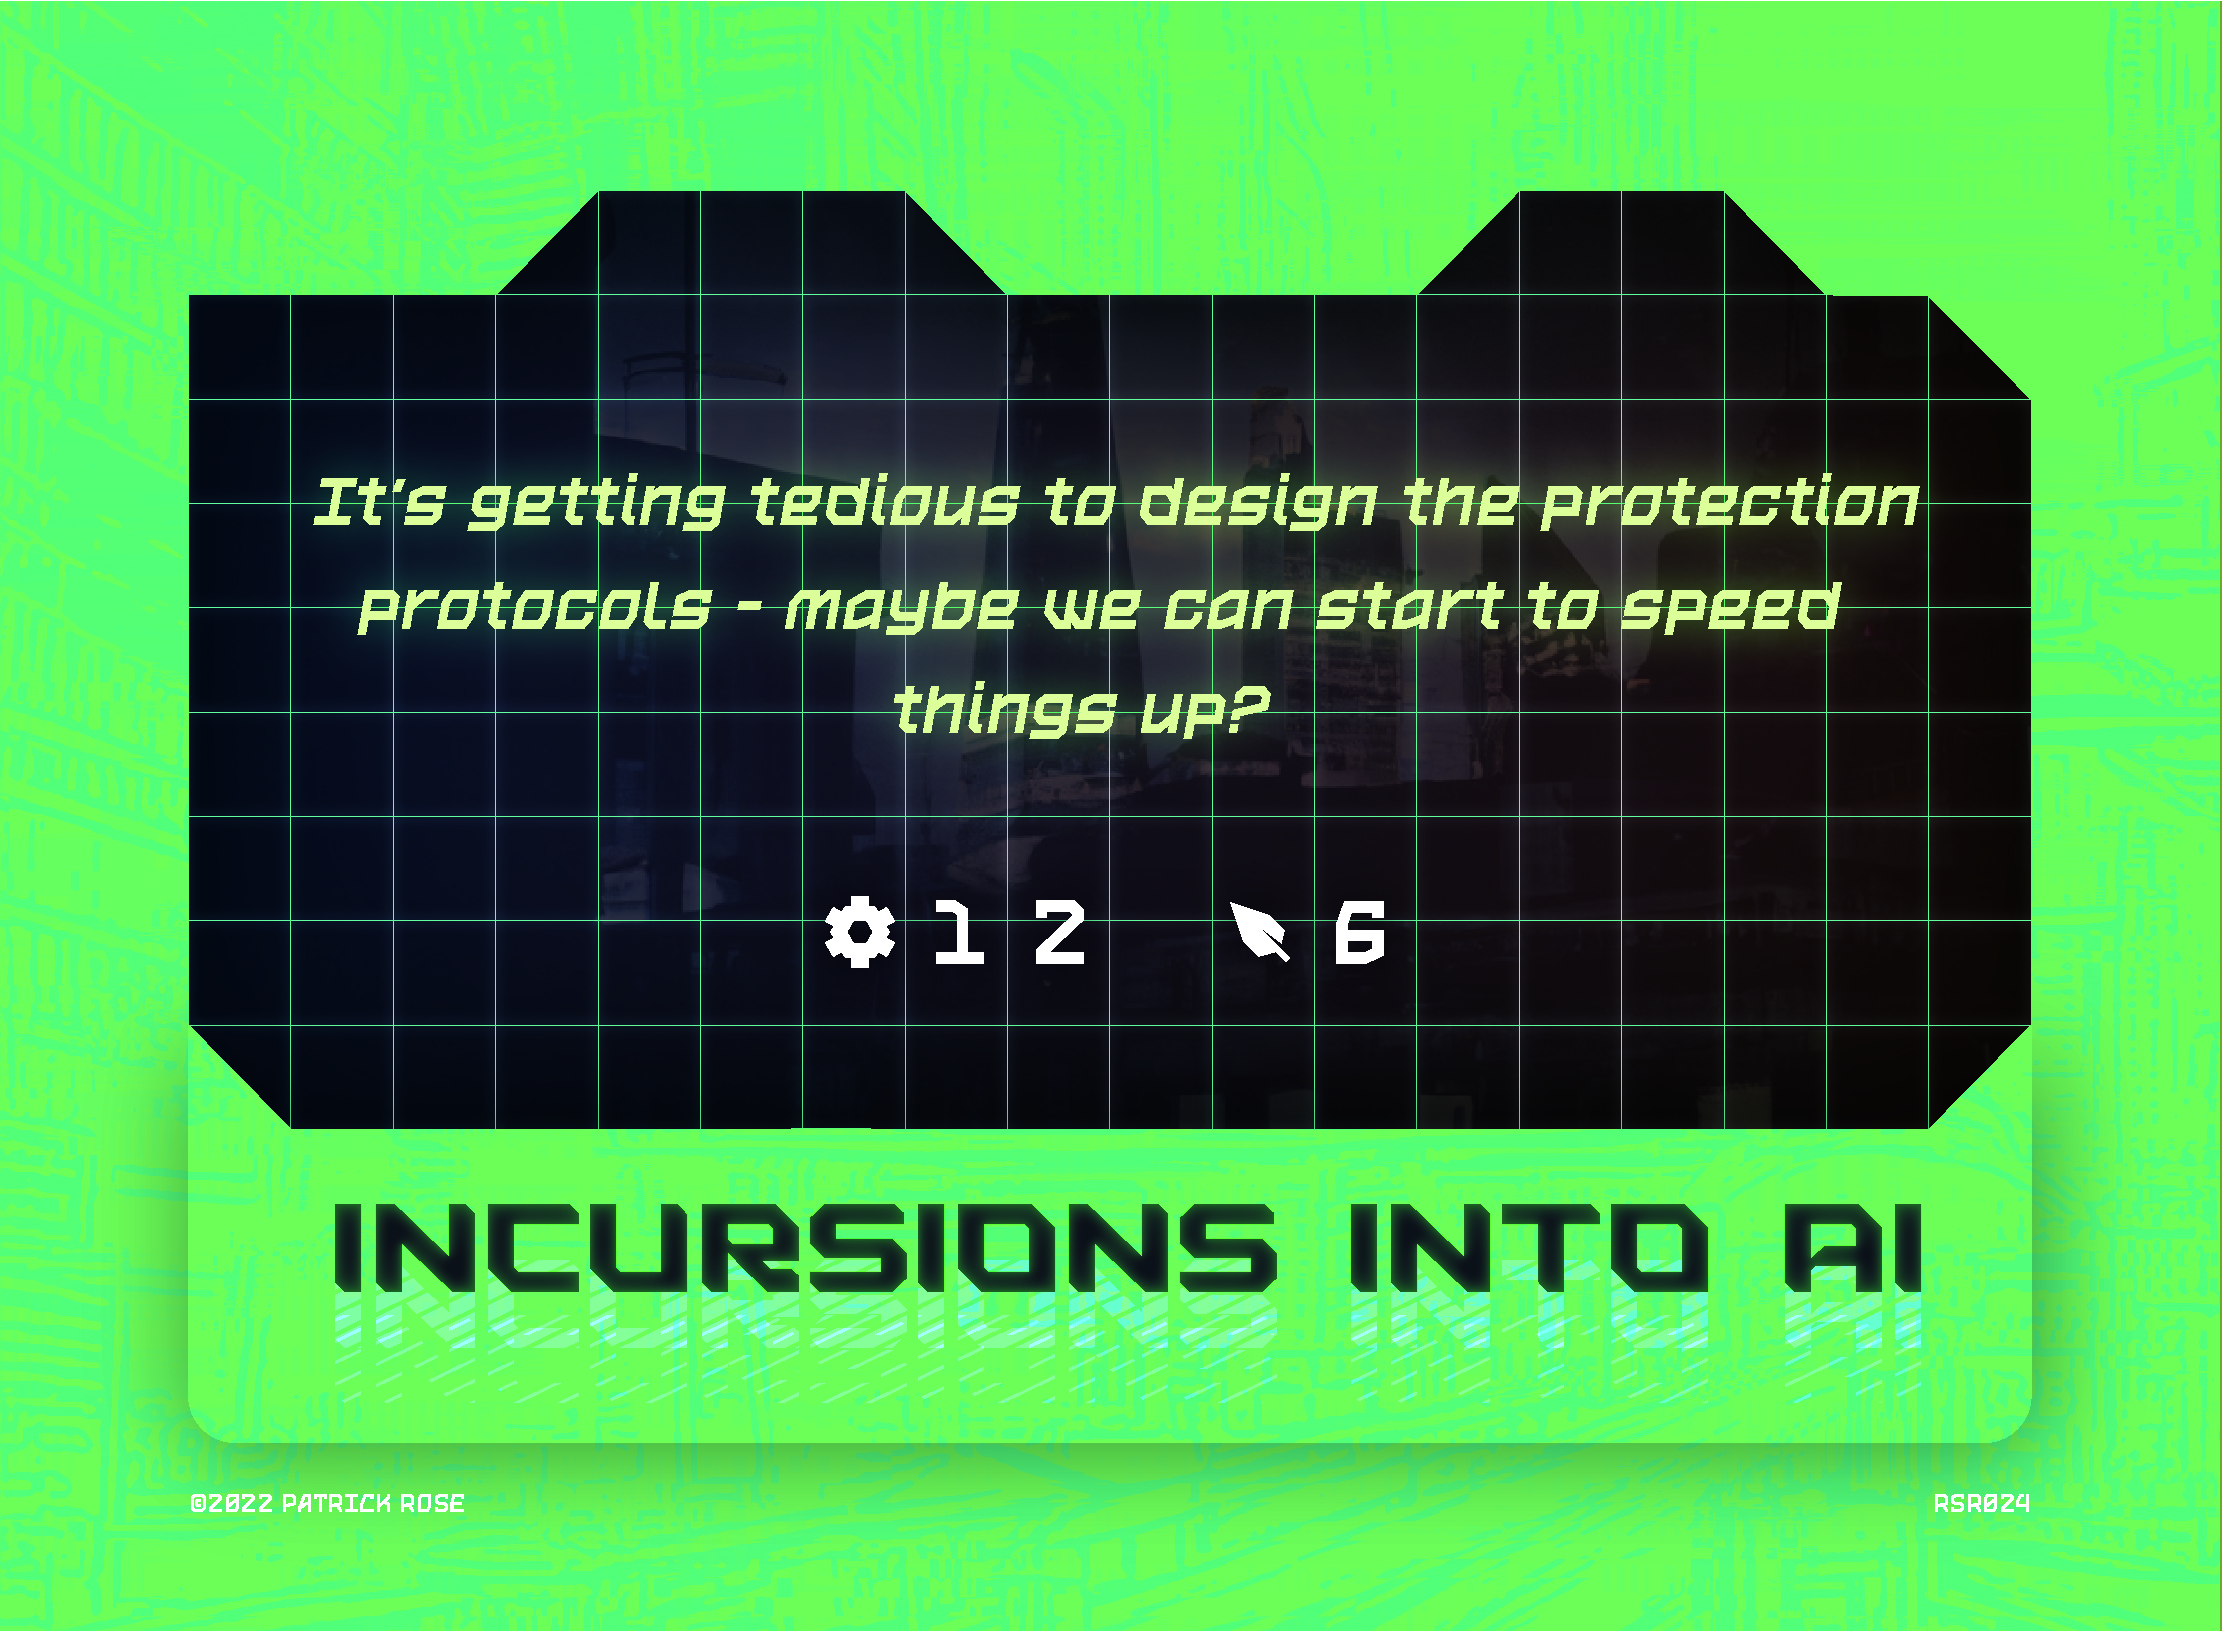 It's getting tedious to design the protection
protocols - maybe we can start to speed
things up?
12 6
INCURSIONS INTO AI
©2022 PATRICK ROSE
RSR024